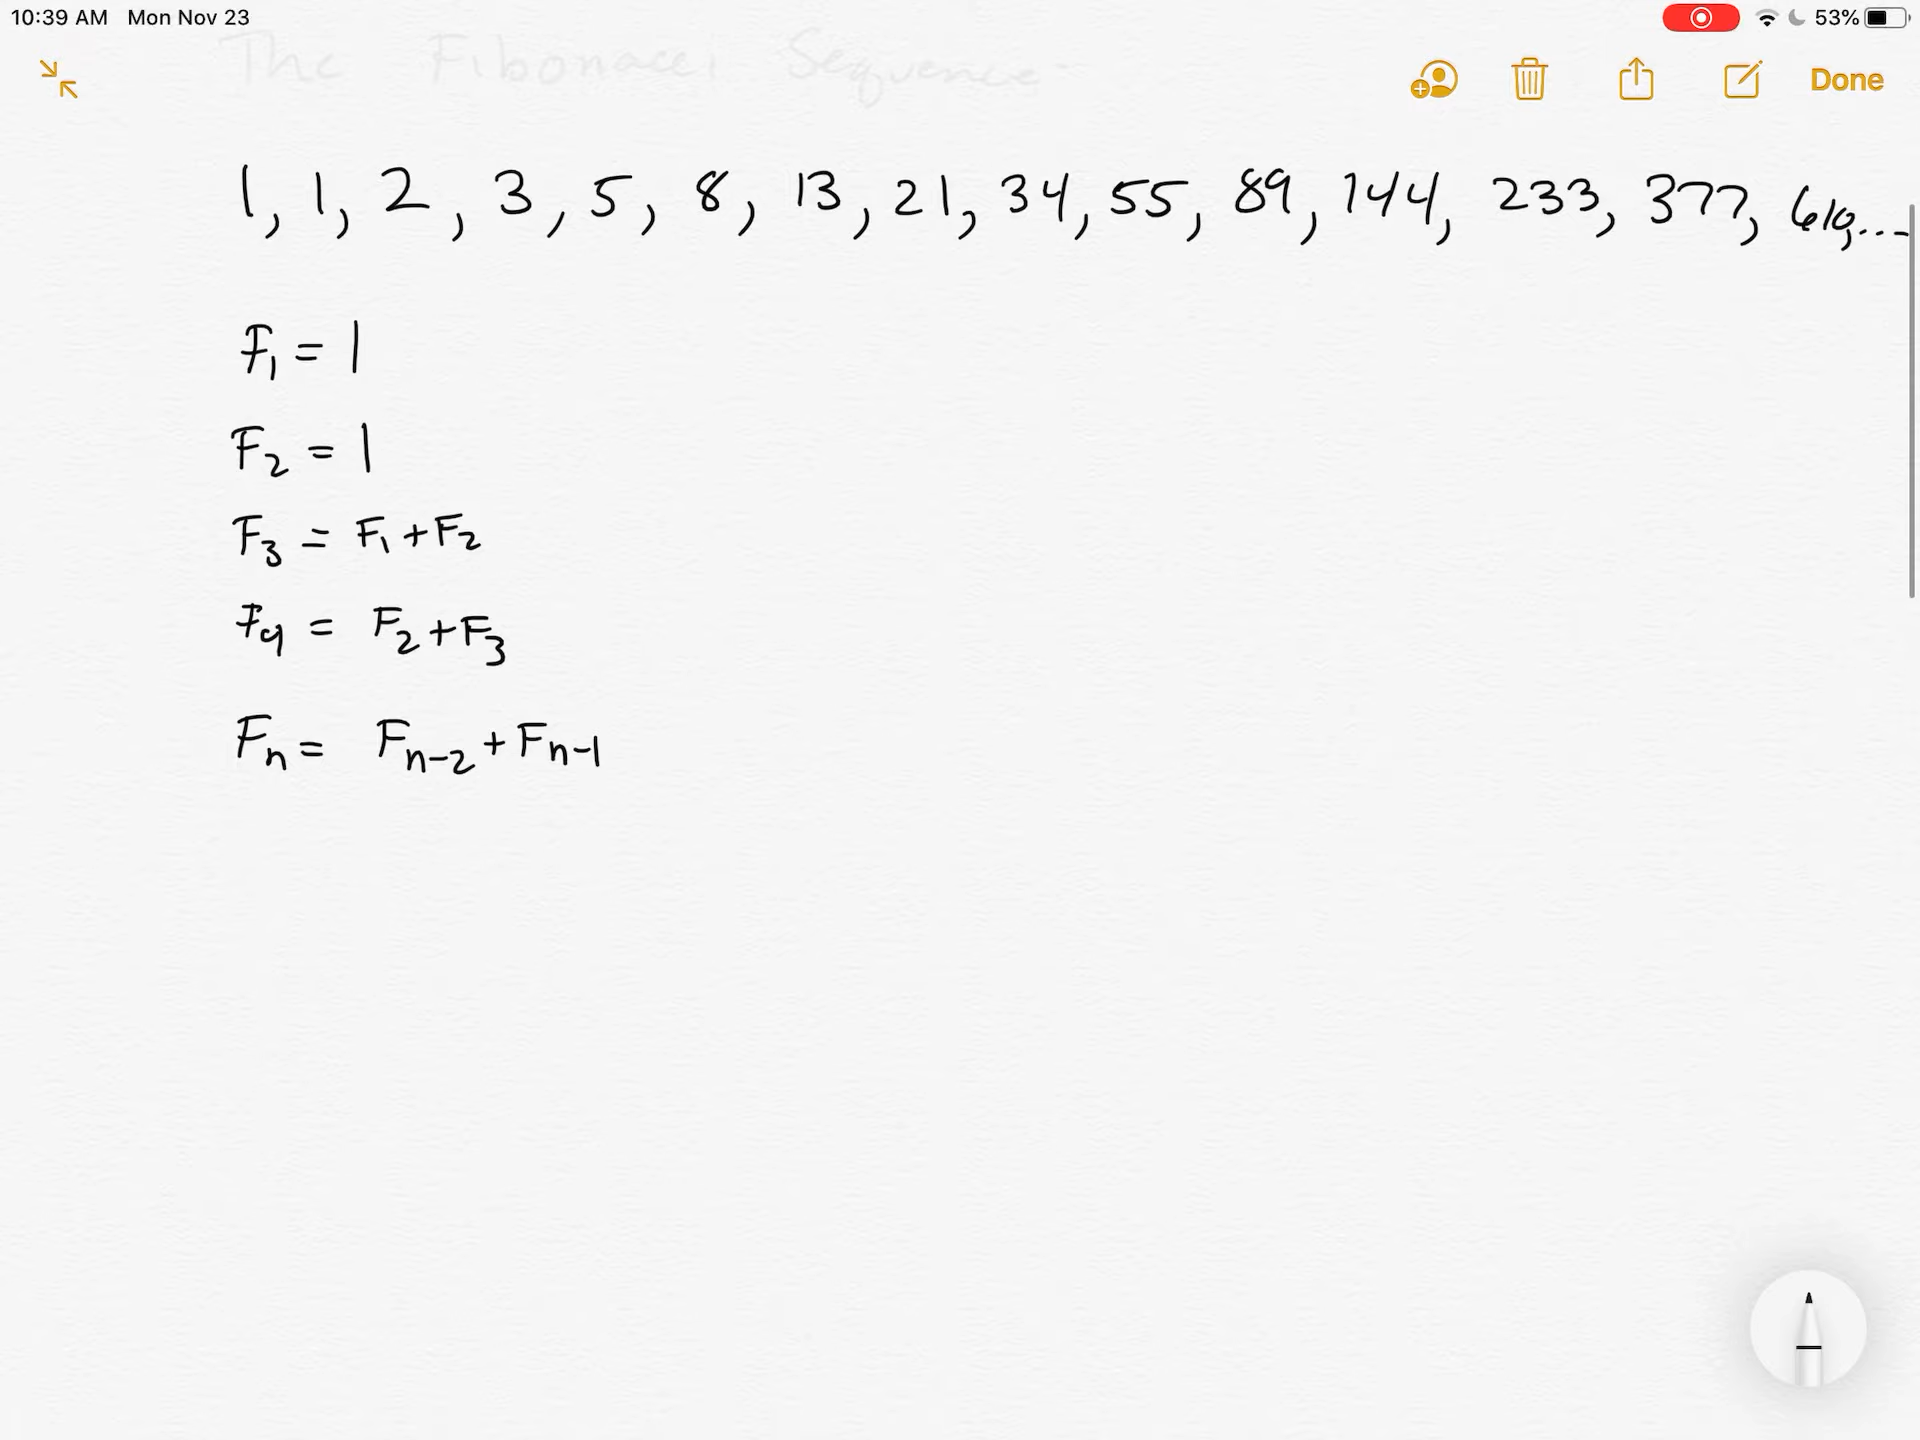 10:39 AM Mon Nov 23 53%
The Fibonacci Sequence
Done
1, 1, 2, 3, 5, 8, 13, 21, 34, 55, 89, 144, 233, 377, 610,...
F₁ = 1
F₂ = 1
F₃ = F₁+F₂
F₄ = F₂+F₃
Fₙ = Fₙ₋₂+Fₙ₋₁